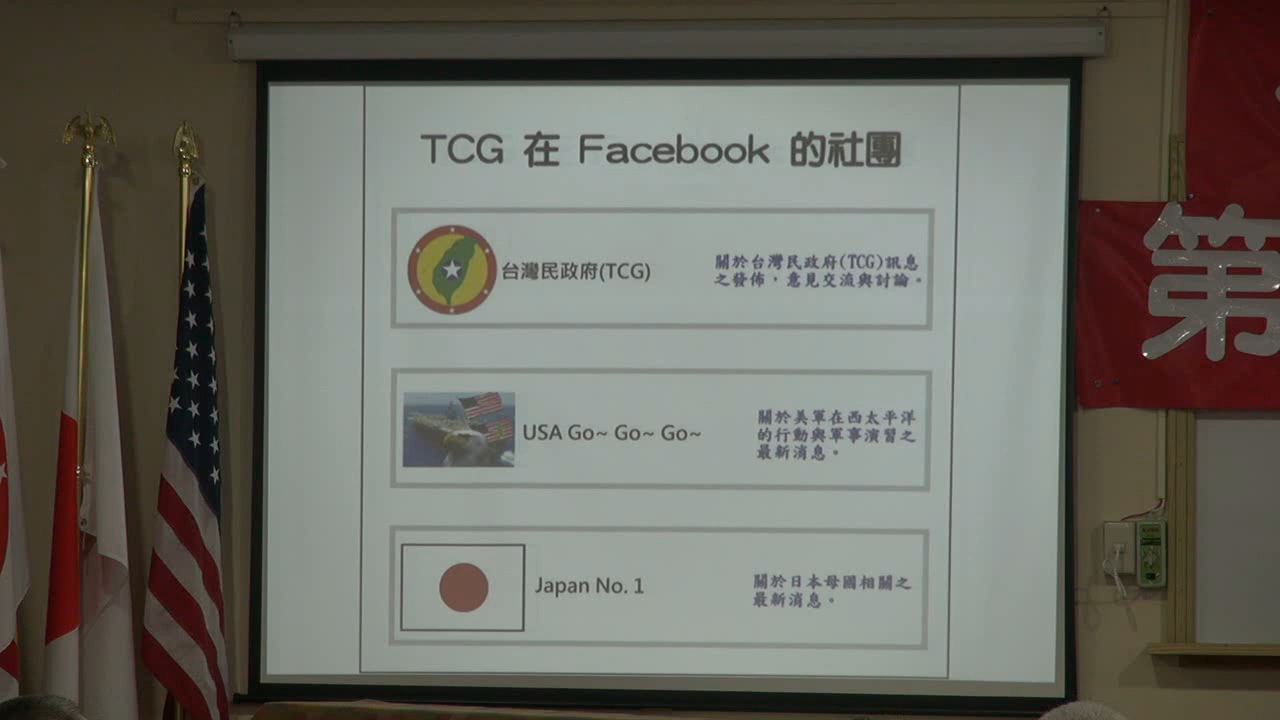 TCG 在 Facebook 的社團
台灣民政府(TCG)
關於台灣民政府(TCG)訊息
之發佈，意見交流與討論。
USA Go~ Go~ Go~
關於美軍在西太平洋
的行動與軍事演習之
最新消息。
Japan No. 1
關於日本母國相關之
最新消息。
第